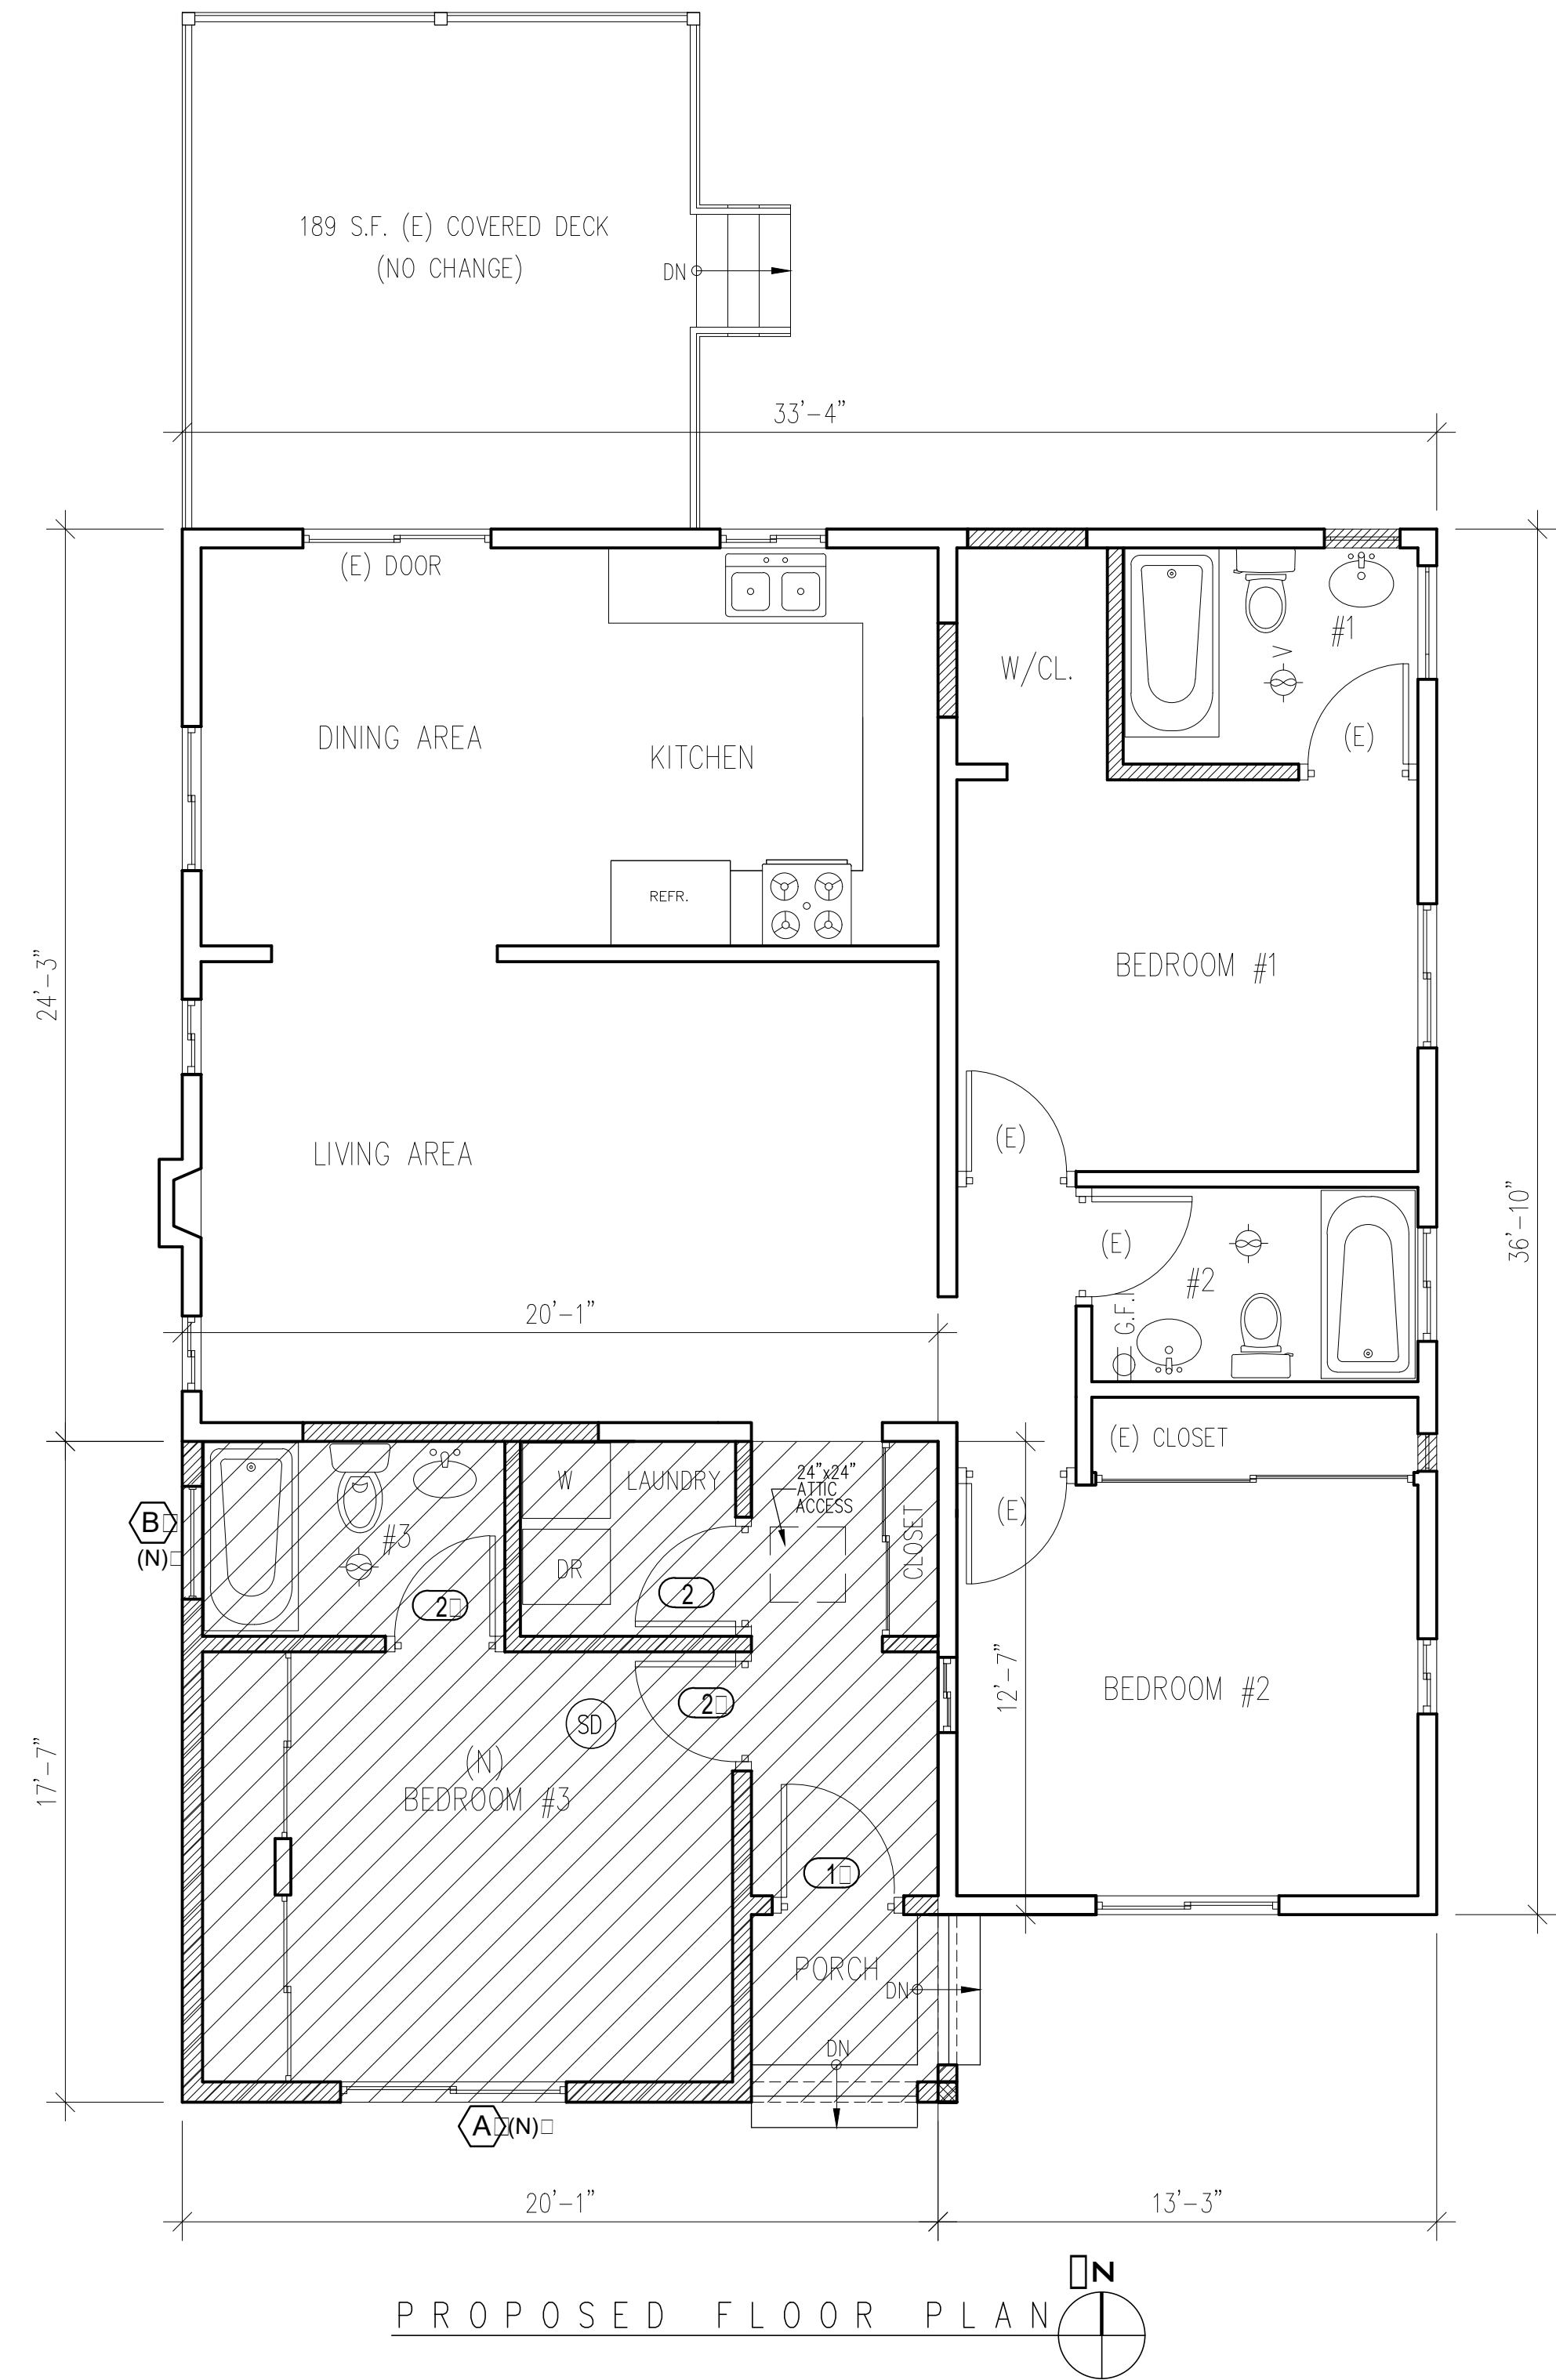 189 S.F. (E) COVERED DECK
(NO CHANGE)
DN
33'-4"
(E) DOOR
#1
V
W/CL.
(E)
DINING AREA
KITCHEN
REFR.
24'-3"
BEDROOM #1
(E)
LIVING AREA
36'-10"
(E)
#2
G.F.I
20'-1"
(E) CLOSET
W
LAUNDRY
24"x24"
ATTIC
ACCESS
B
(N)
#3
CLOSET
(E)
DR
2
2
12'-7"
BEDROOM #2
2
SD
(N)
BEDROOM #3
17'-7"
1
PORCH
DN
DN
A (N)
20'-1"
13'-3"
N
PROPOSED FLOOR PLAN